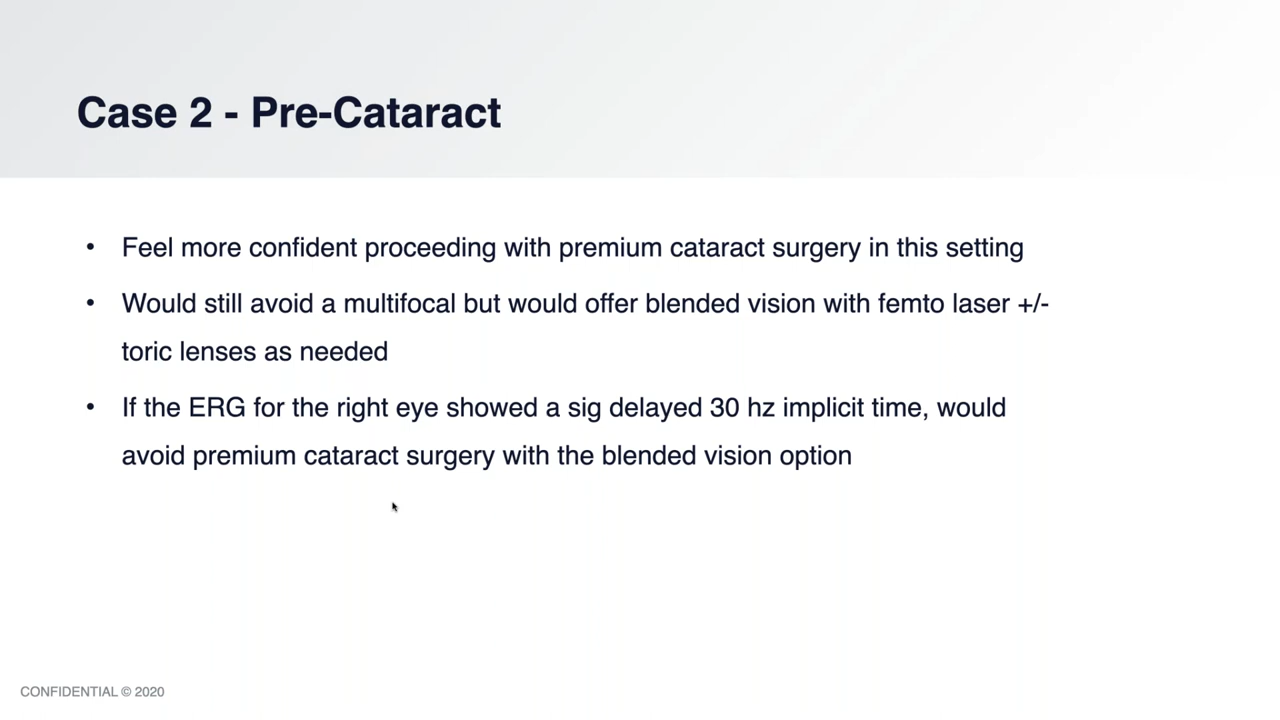 Case 2 - Pre-Cataract
• Feel more confident proceeding with premium cataract surgery in this setting
• Would still avoid a multifocal but would offer blended vision with femto laser +/-
toric lenses as needed
• If the ERG for the right eye showed a sig delayed 30 hz implicit time, would
avoid premium cataract surgery with the blended vision option
CONFIDENTIAL © 2020